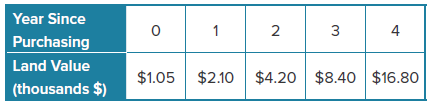 Year Since Purchasing 0 1 2 3 4
Land Value (thousands $) $1.05 $2.10 $4.20 $8.40 $16.80